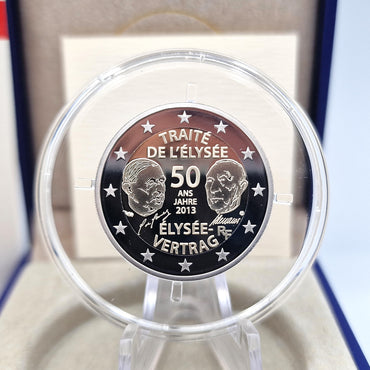 TRAITÉ
DE L'ÉLYSÉE
50
ANS
JAHRE
2013
ÉLYSÉE-
VERTRAG RF